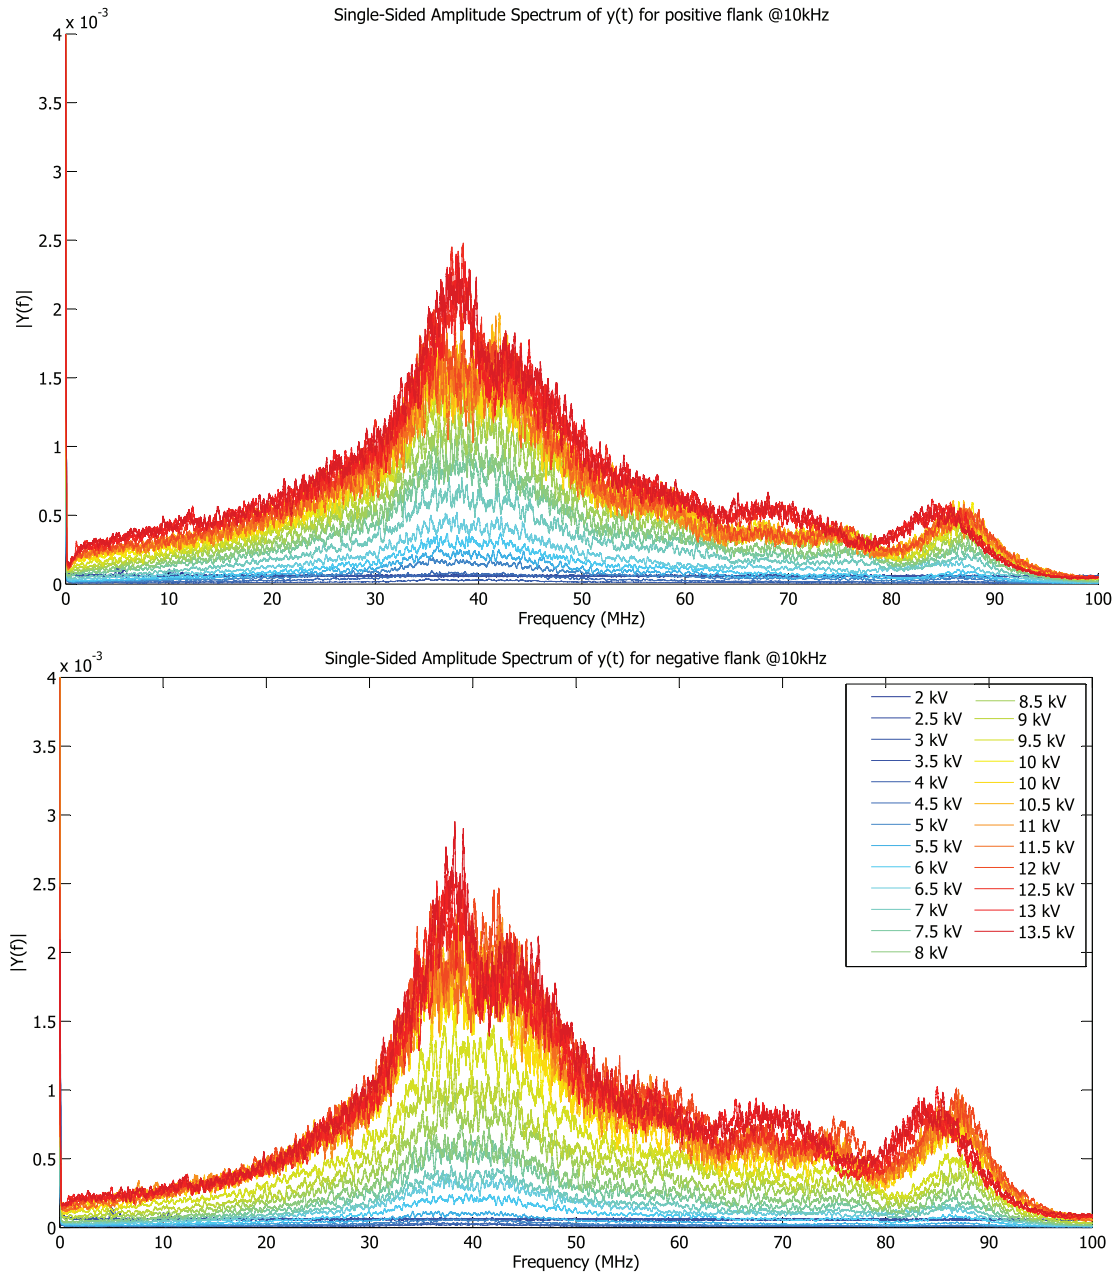 Single-Sided Amplitude Spectrum of y(t) for positive flank @10kHz
x 10-3
4
3.5
3
2.5
2
1.5
1
0.5
0
|Y(f)|
0 10 20 30 40 50 60 70 80 90 100
Frequency (MHz)
Single-Sided Amplitude Spectrum of y(t) for negative flank @10kHz
x 10-3
4
3.5
3
2.5
2
1.5
1
0.5
0
|Y(f)|
2 kV
2.5 kV
3 kV
3.5 kV
4 kV
4.5 kV
5 kV
5.5 kV
6 kV
6.5 kV
7 kV
7.5 kV
8 kV
8.5 kV
9 kV
9.5 kV
10 kV
10 kV
10.5 kV
11 kV
11.5 kV
12 kV
12.5 kV
13 kV
13.5 kV
0 10 20 30 40 50 60 70 80 90 100
Frequency (MHz)